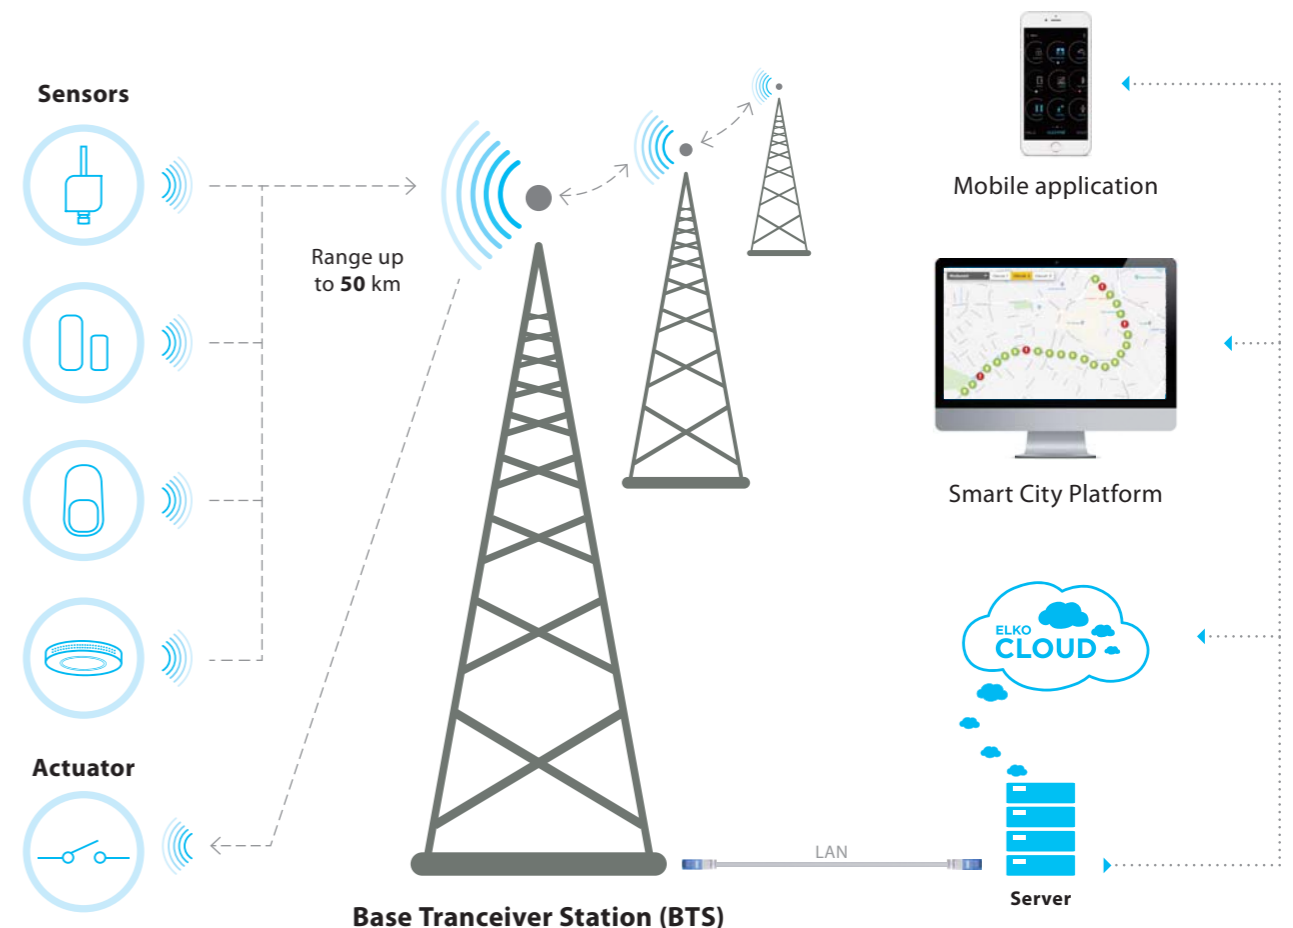 Sensors
Range up
to 50 km
Actuator
Base Tranceiver Station (BTS)
LAN
Mobile application
Smart City Platform
ELKO
CLOUD
Server